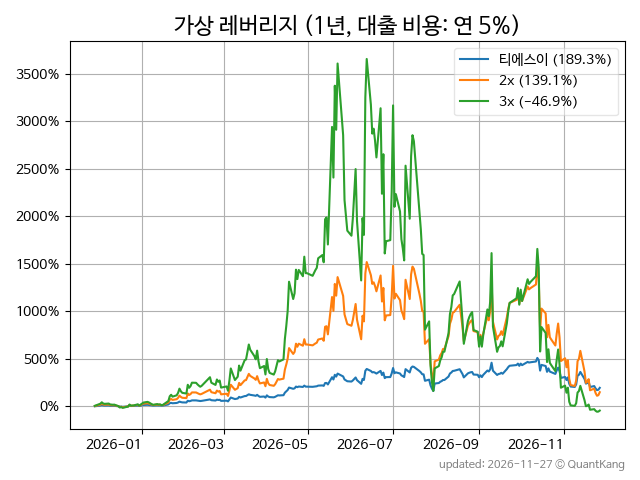 가상 레버리지 (1년, 대출 비용: 연 5%)
티에스이 (189.3%)
2x (139.1%)
3x (−46.9%)
3500%
3000%
2500%
2000%
1500%
1000%
500%
0%
2026-01 2026-03 2026-05 2026-07 2026-09 2026-11
updated: 2026-11-27 © QuantKang